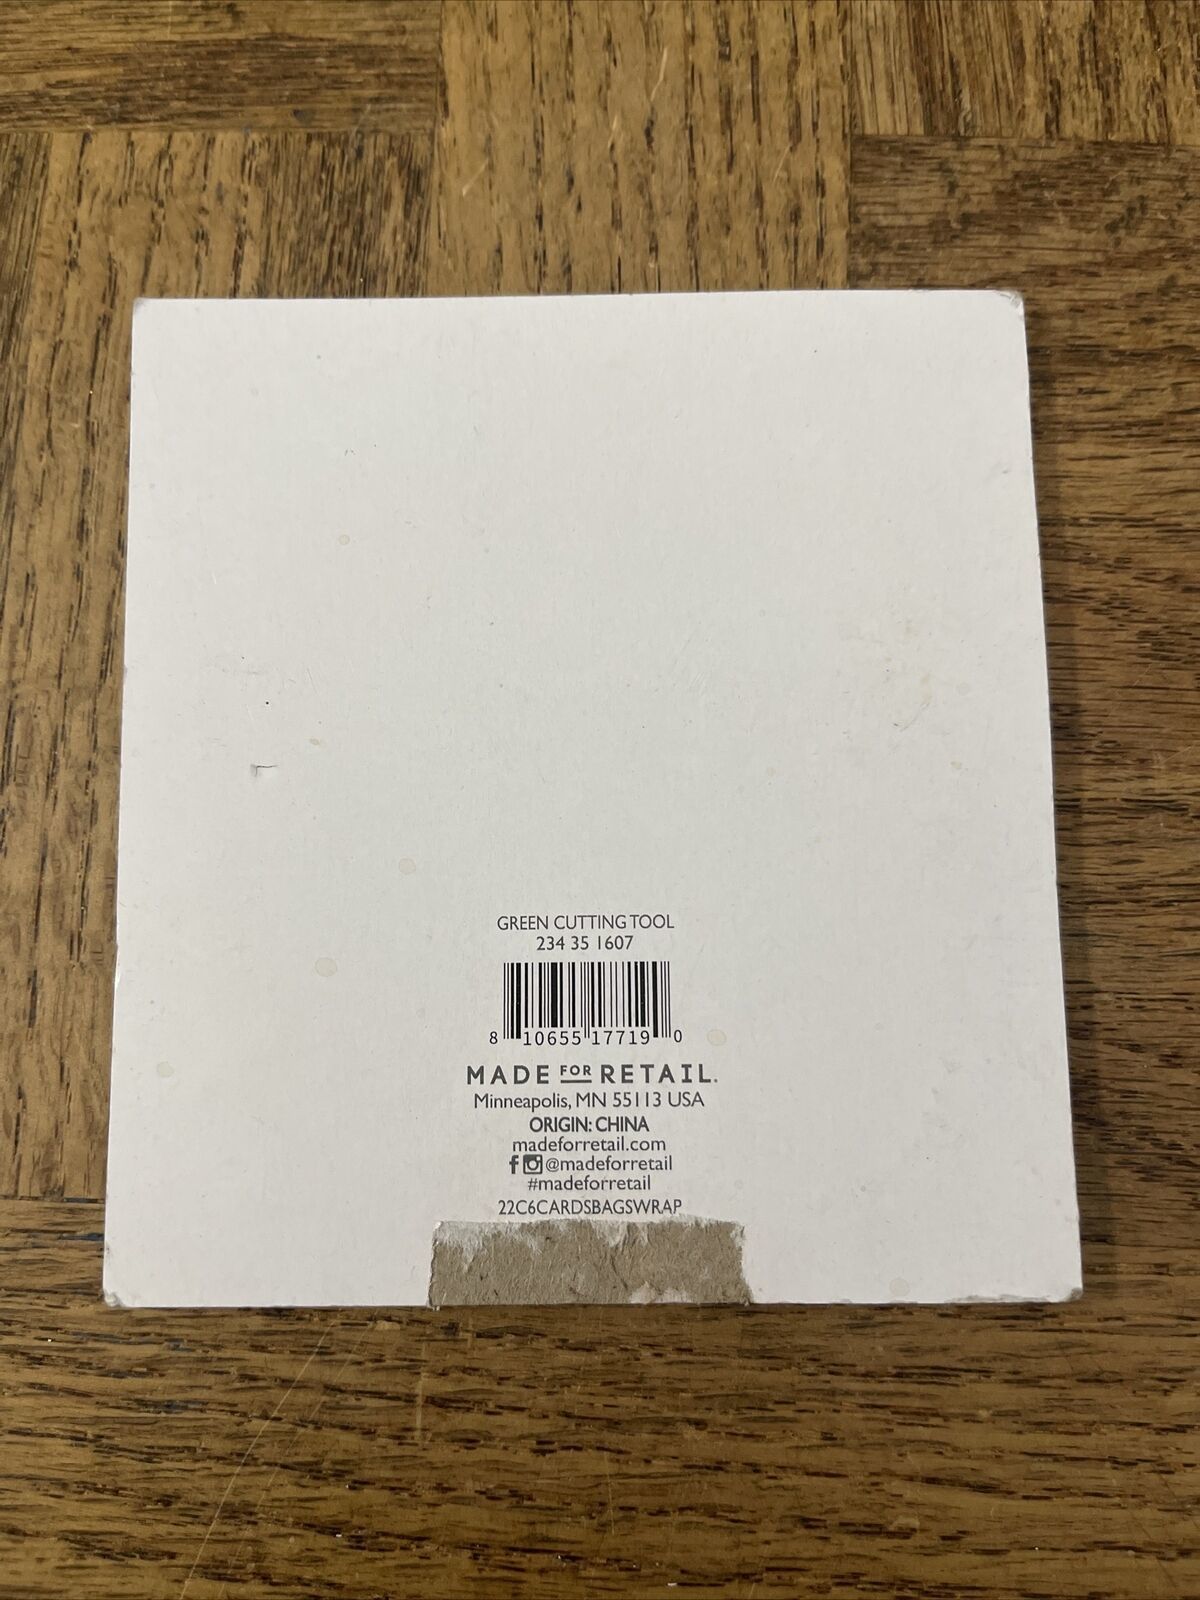 GREEN CUTTING TOOL
234 35 1607
8 10655 17719 0
MADE FOR RETAIL.
Minneapolis, MN 55113 USA
ORIGIN: CHINA
madeforretail.com
@madeforretail
#madeforretail
22C6CARDSBAGSWRAP